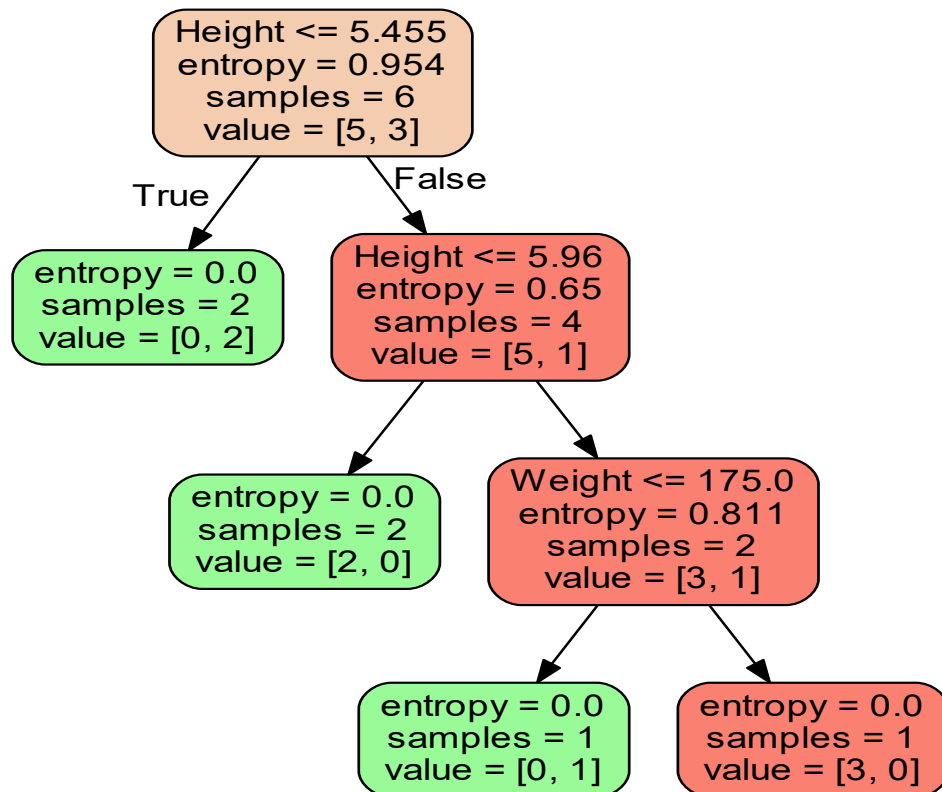 Height <= 5.455
entropy = 0.954
samples = 6
value = [5, 3]
True
False
entropy = 0.0
samples = 2
value = [0, 2]
Height <= 5.96
entropy = 0.65
samples = 4
value = [5, 1]
entropy = 0.0
samples = 2
value = [2, 0]
Weight <= 175.0
entropy = 0.811
samples = 2
value = [3, 1]
entropy = 0.0
samples = 1
value = [0, 1]
entropy = 0.0
samples = 1
value = [3, 0]